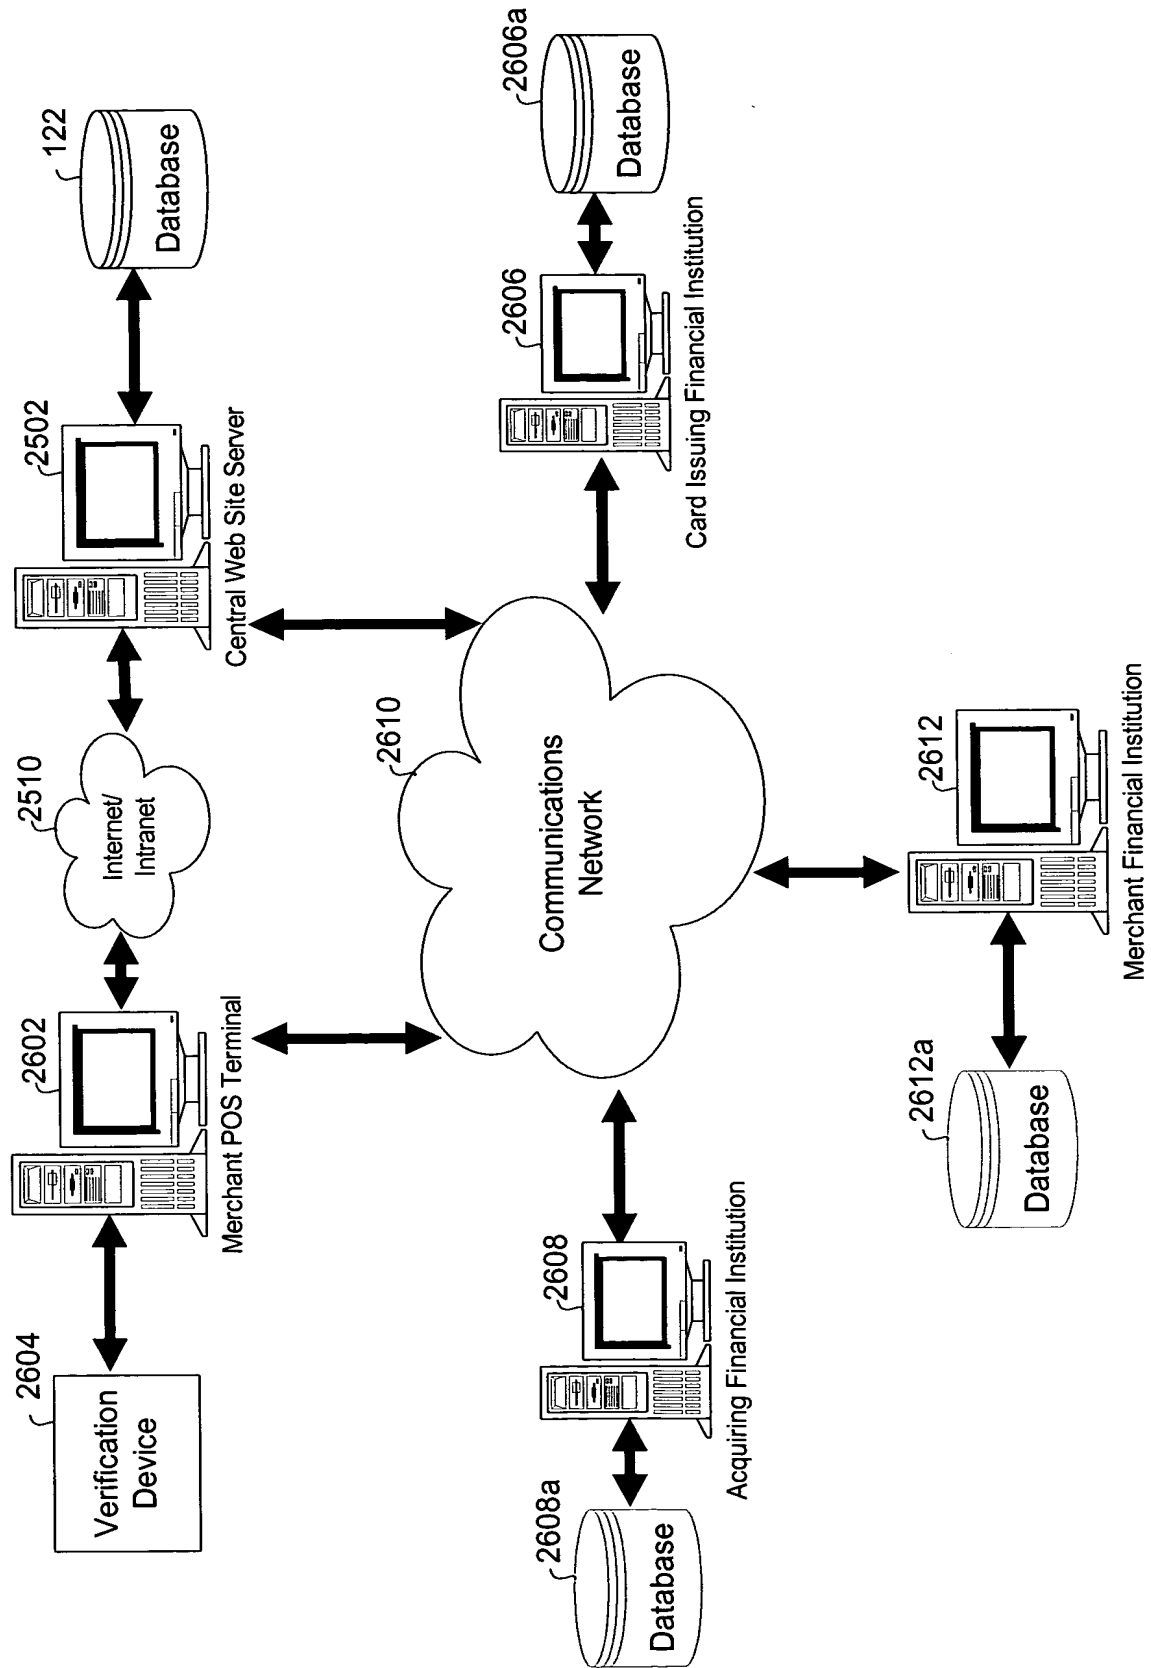 2604
Verification
Device
2602
Merchant POS Terminal
2510
Internet/
Intranet
2502
Central Web Site Server
122
Database
2610
Communications
Network
2608a
Database
2608
Acquiring Financial Institution
2606
Card Issuing Financial Institution
2606a
Database
2612a
Database
2612
Merchant Financial Institution